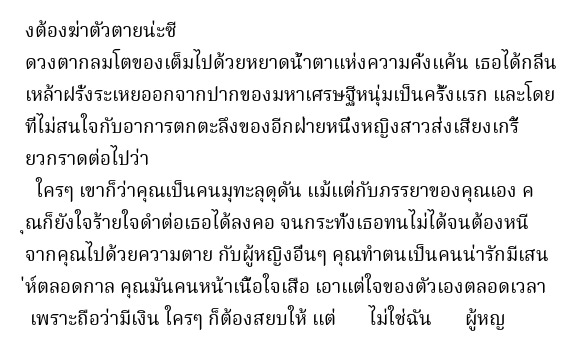 งต้องฆ่าตัวตายน่ะซี
ดวงตากลมโตของเต็มไปด้วยหยาดน้ำตาแห่งความคั่งแค้น เธอได้กลิ่น
เหล้าฝรั่งระเหยออกจากปากของมหาเศรษฐีหนุ่มเป็นครั้งแรก และโดย
ที่ไม่สนใจกับอาการตกตะลึงของอีกฝ่ายหนึ่งหญิงสาวส่งเสียงเกรี้
ยวกราดต่อไปว่า
ใครๆ เขาก็ว่าคุณเป็นคนมุทะลุดุดัน แม้แต่กับภรรยาของคุณเอง ค
ุณก็ยังใจร้ายใจดำต่อเธอได้ลงคอ จนกระทั่งเธอทนไม่ได้จนต้องหนี
จากคุณไปด้วยความตาย กับผู้หญิงอื่นๆ คุณทำตนเป็นคนน่ารักมีเสน
่ห์ตลอดกาล คุณมันคนหน้าเนื้อใจเสือ เอาแต่ใจของตัวเองตลอดเวลา
เพราะถือว่ามีเงิน ใครๆ ก็ต้องสยบให้ แต่ ไม่ใช่ฉัน ผู้หญ